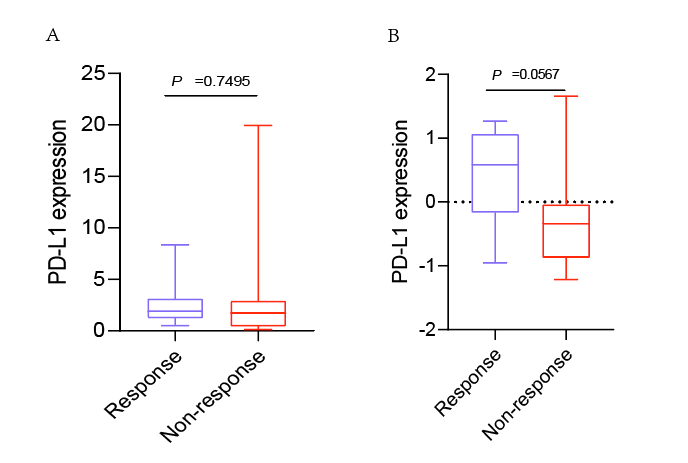 A
P =0.7495
PD-L1 expression
25
20
15
10
5
0
Response
Non-response
B
P =0.0567
PD-L1 expression
2
1
0
-1
-2
Response
Non-response